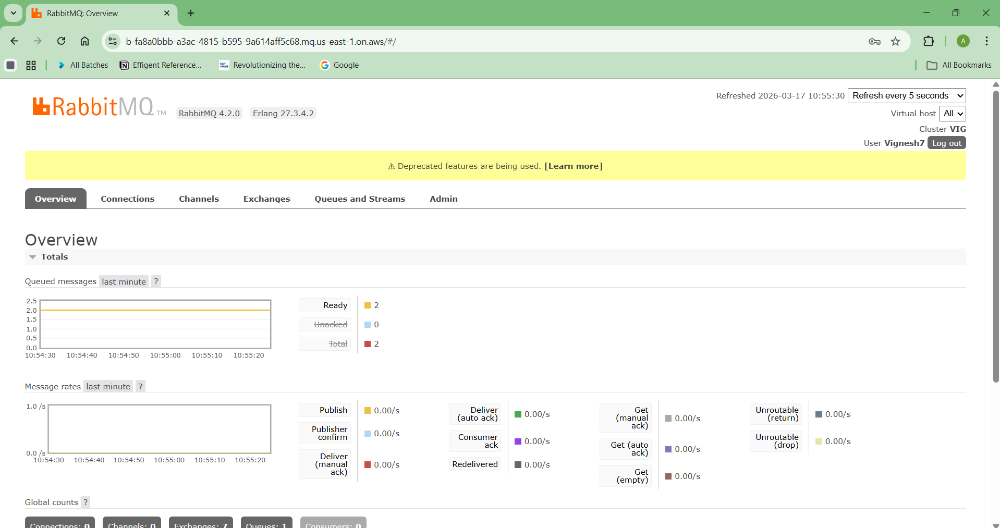 RabbitMQ: Overview
b-fa8a0bbb-a3ac-4815-b595-9a614aff5c68.mq.us-east-1.on.aws/#/
A
All Batches
Effigent Reference...
Revolutionizing the...
Google
All Bookmarks
RabbitMQ TM
RabbitMQ 4.2.0
Erlang 27.3.4.2
Refreshed 2026-03-17 10:55:30
Refresh every 5 seconds
Virtual host All
Cluster VIG
User Vignesh7 Log out
⚠ Deprecated features are being used. [Learn more]
Overview
Connections
Channels
Exchanges
Queues and Streams
Admin
Overview
Totals
Queued messages last minute ?
2.5
2.0
1.5
1.0
0.5
0.0
10:54:30 10:54:40 10:54:50 10:55:00 10:55:10 10:55:20
Ready 2
Unacked 0
Total 2
Message rates last minute ?
1.0 /s
0.0 /s
10:54:30 10:54:40 10:54:50 10:55:00 10:55:10 10:55:20
Publish 0.00/s
Publisher
confirm 0.00/s
Deliver
(manual
ack) 0.00/s
Deliver
(auto ack) 0.00/s
Consumer
ack 0.00/s
Redelivered 0.00/s
Get
(manual
ack) 0.00/s
Get (auto
ack) 0.00/s
Get
(empty) 0.00/s
Unroutable
(return) 0.00/s
Unroutable
(drop) 0.00/s
Global counts ?
Connections: 0
Channels: 0
Exchanges: 7
Queues: 1
Consumers: 0